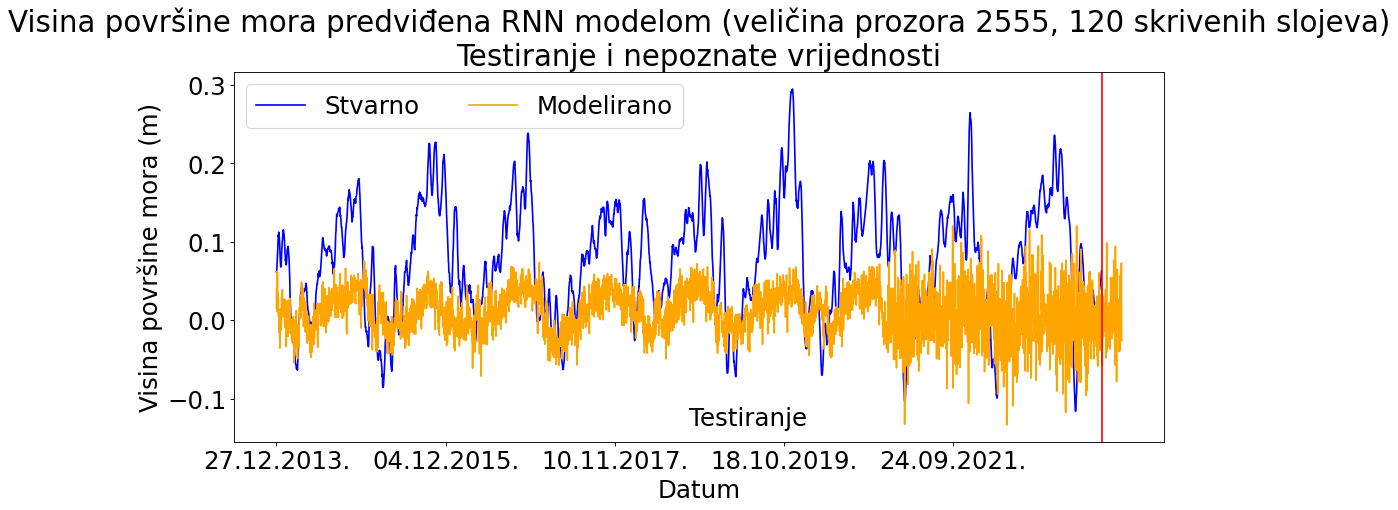 Visina površine mora predviđena RNN modelom (veličina prozora 2555, 120 skrivenih slojeva)
Testiranje i nepoznate vrijednosti
Stvarno
Modelirano
Visina površine mora (m)
0.3
0.2
0.1
0.0
−0.1
Testiranje
27.12.2013.
04.12.2015.
10.11.2017.
18.10.2019.
24.09.2021.
Datum